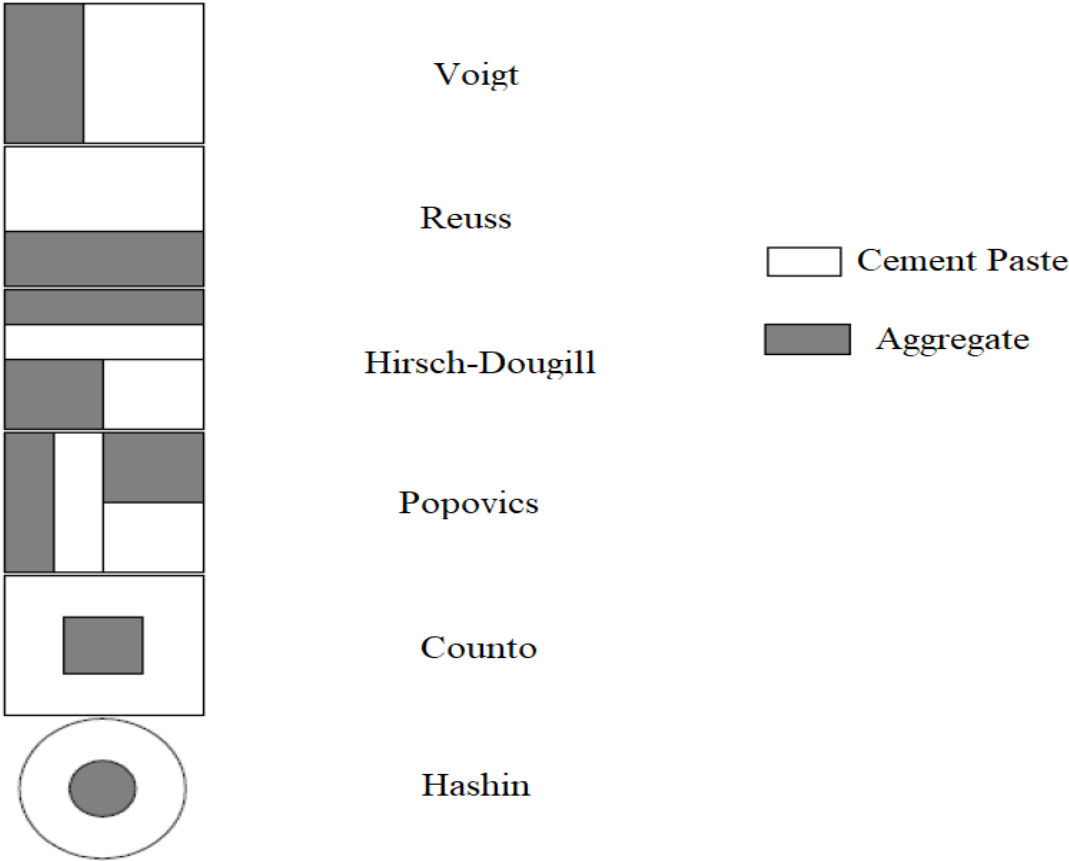 Voigt
Reuss
Cement Paste
Aggregate
Hirsch-Dougill
Popovics
Counto
Hashin